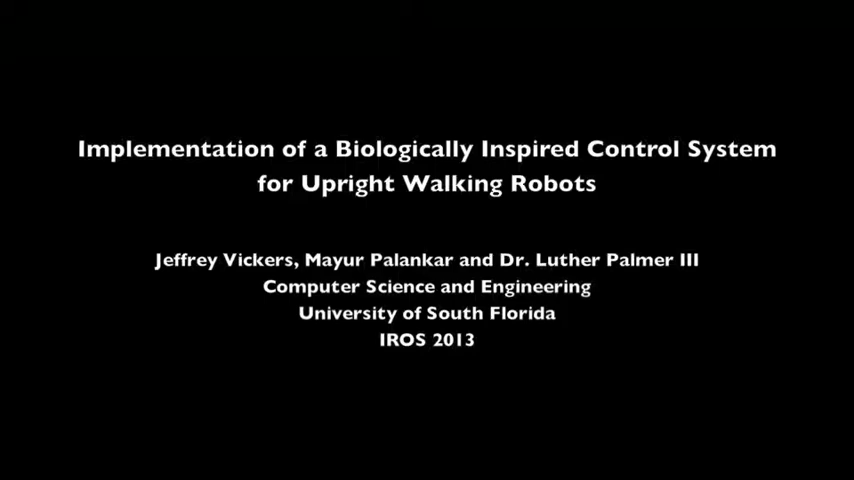 Implementation of a Biologically Inspired Control System
for Upright Walking Robots
Jeffrey Vickers, Mayur Palankar and Dr. Luther Palmer III
Computer Science and Engineering
University of South Florida
IROS 2013